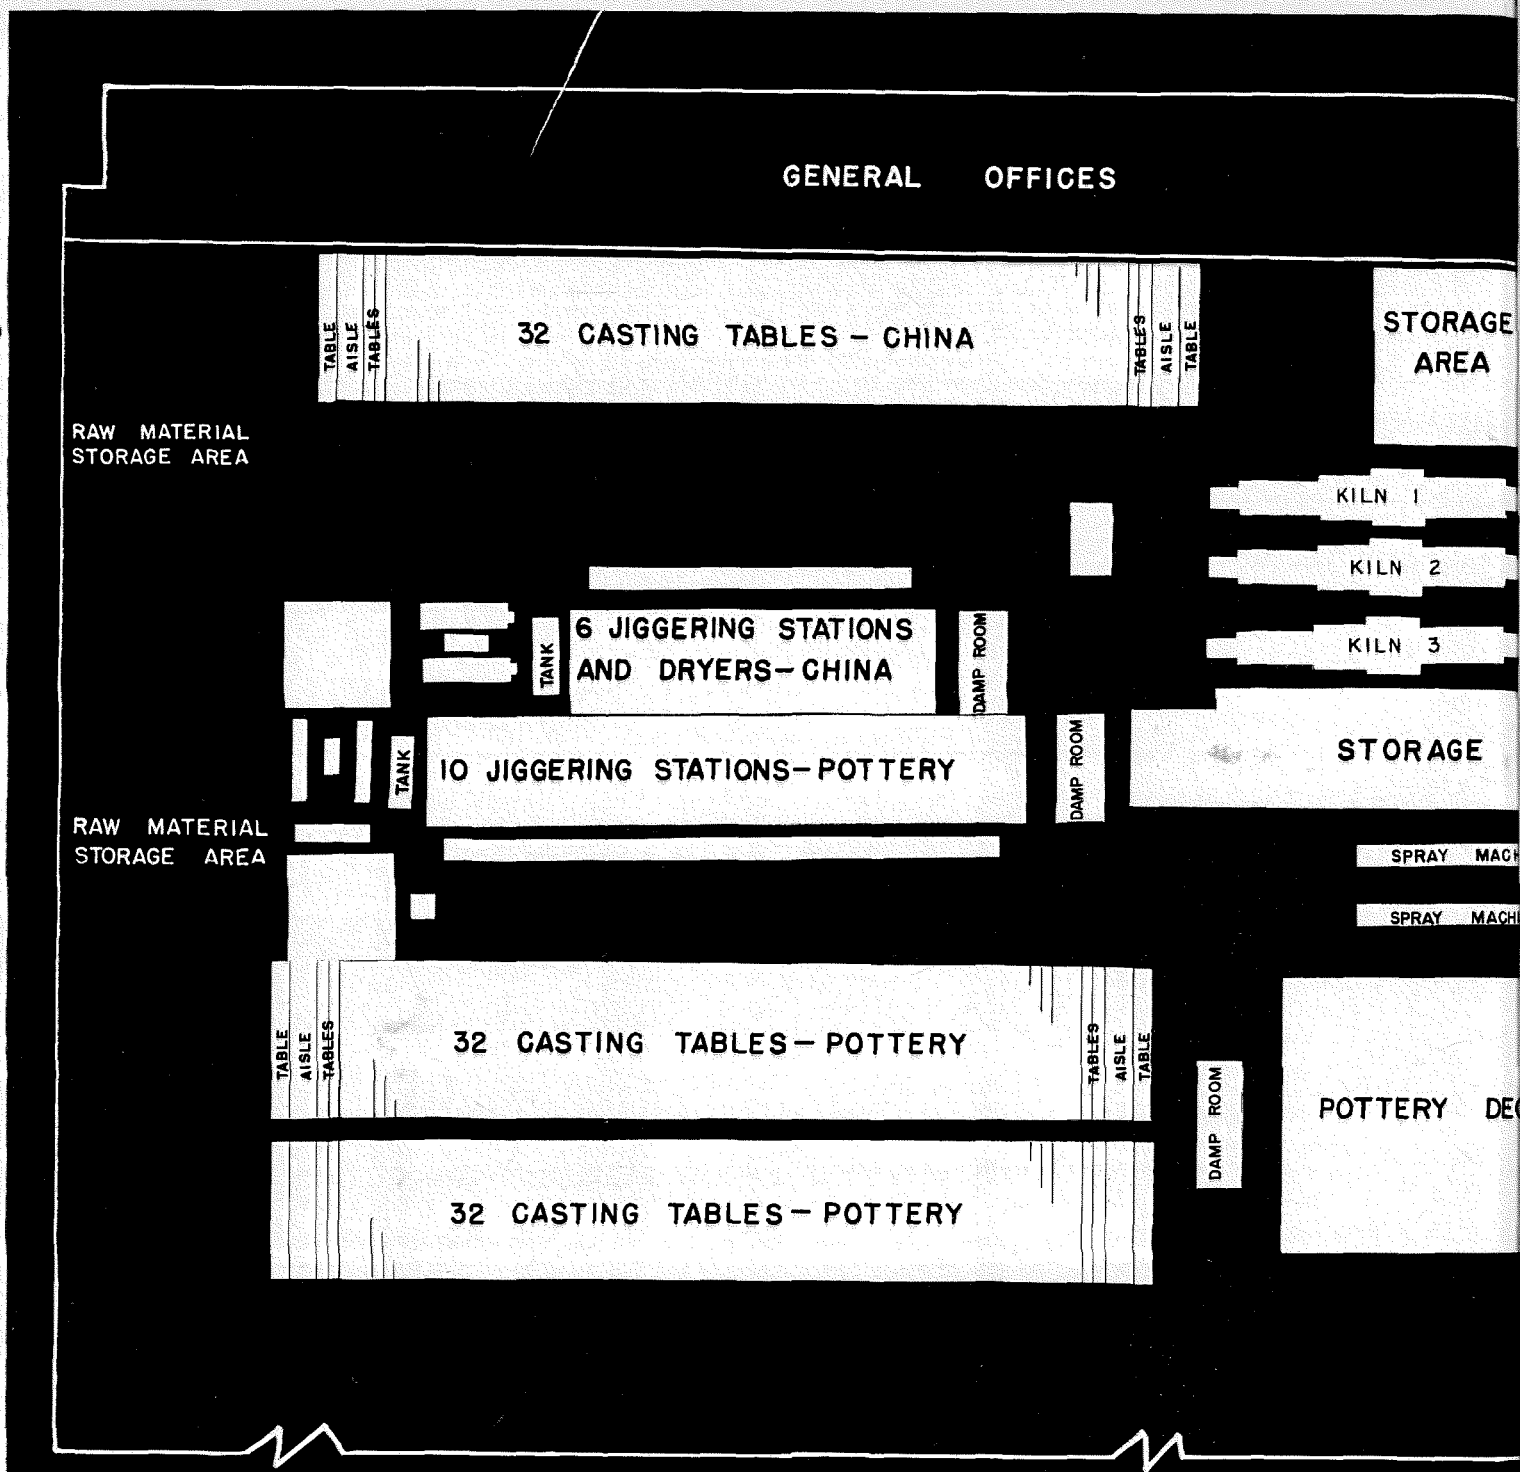 GENERAL OFFICES
TABLE
AISLE
TABLES
32 CASTING TABLES – CHINA
TABLES
AISLE
TABLE
STORAGE
AREA
RAW MATERIAL
STORAGE AREA
KILN 1
KILN 2
KILN 3
TANK
6 JIGGERING STATIONS
AND DRYERS – CHINA
DAMP ROOM
TANK
10 JIGGERING STATIONS – POTTERY
DAMP ROOM
STORAGE
RAW MATERIAL
STORAGE AREA
SPRAY MACH
SPRAY MACHI
TABLE
AISLE
TABLES
32 CASTING TABLES – POTTERY
TABLES
AISLE
TABLE
DAMP ROOM
POTTERY DEC
32 CASTING TABLES – POTTERY